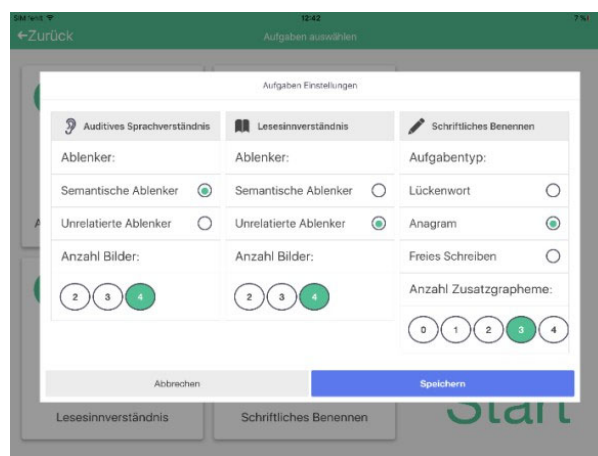 SIM fehlt 12:42 7 %
←Zurück Aufgaben auswählen
Aufgaben Einstellungen
Auditives Sprachverständnis
Ablenker:
Semantische Ablenker
Unrelatierte Ablenker
Anzahl Bilder:
2 3 4
Lesesinnverständnis
Ablenker:
Semantische Ablenker
Unrelatierte Ablenker
Anzahl Bilder:
2 3 4
Schriftliches Benennen
Aufgabentyp:
Lückenwort
Anagram
Freies Schreiben
Anzahl Zusatzgrapheme:
0 1 2 3 4
Abbrechen Speichern
A
Lesesinnverständnis Schriftliches Benennen Start